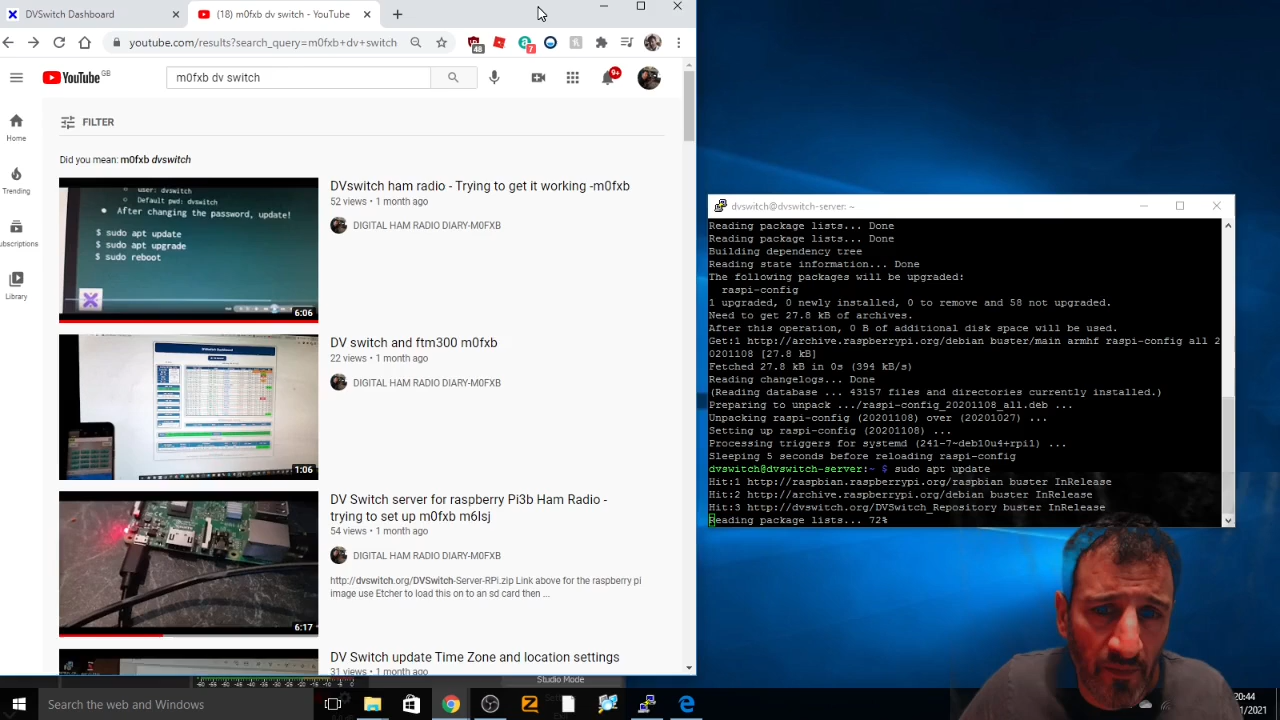 DVSwitch Dashboard
(18) m0fxb dv switch - YouTube
youtube.com/results?search_query=m0fxb+dv+switch
48
7
YouTube GB
m0fxb dv switch
9+
Home
Trending
ubscriptions
Library
FILTER
Did you mean: m0fxb dvswitch
user: dvswitch
Default pwd: dvswitch
After changing the password, update!
$ sudo apt update
$ sudo apt upgrade
$ sudo reboot
6:06
DVswitch ham radio - Trying to get it working -m0fxb
52 views • 1 month ago
DIGITAL HAM RADIO DIARY-M0FXB
1:06
DV switch and ftm300 m0fxb
22 views • 1 month ago
DIGITAL HAM RADIO DIARY-M0FXB
6:17
DV Switch server for raspberry Pi3b Ham Radio -
trying to set up m0fxb m6lsj
54 views • 1 month ago
DIGITAL HAM RADIO DIARY-M0FXB
http://dvswitch.org/DVSwitch-Server-RPi.zip Link above for the raspberry pi
image use Etcher to load this on to an sd card then ...
DV Switch update Time Zone and location settings
31 views • 1 month ago
dvswitch@dvswitch-server: ~
Reading package lists... Done
Reading package lists... Done
Building dependency tree
Reading state information... Done
The following packages will be upgraded:
raspi-config
1 upgraded, 0 newly installed, 0 to remove and 58 not upgraded.
Need to get 27.8 kB of archives.
After this operation, 0 B of additional disk space will be used.
Get:1 http://archive.raspberrypi.org/debian buster/main armhf raspi-config all 2
0201108 [27.8 kB]
Fetched 27.8 kB in 0s (394 kB/s)
Reading changelogs... Done
(Reading database ... 43157 files and directories currently installed.)
Preparing to unpack .../raspi-config_20201108_all.deb ...
Unpacking raspi-config (20201108) over (20201027) ...
Setting up raspi-config (20201108) ...
Processing triggers for systemd (241-7~deb10u4+rpi1) ...
Sleeping 5 seconds before reloading raspi-config
dvswitch@dvswitch-server:~ $ sudo apt update
Hit:1 http://raspbian.raspberrypi.org/raspbian buster InRelease
Hit:2 http://archive.raspberrypi.org/debian buster InRelease
Hit:3 http://dvswitch.org/DVSwitch_Repository buster InRelease
Reading package lists... 72%
Studio Mode
Search the web and Windows
20:44
1/2021